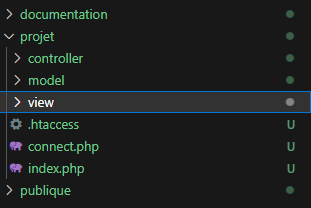 documentation
projet
controller
model
view
.htaccess U
connect.php U
index.php U
publique